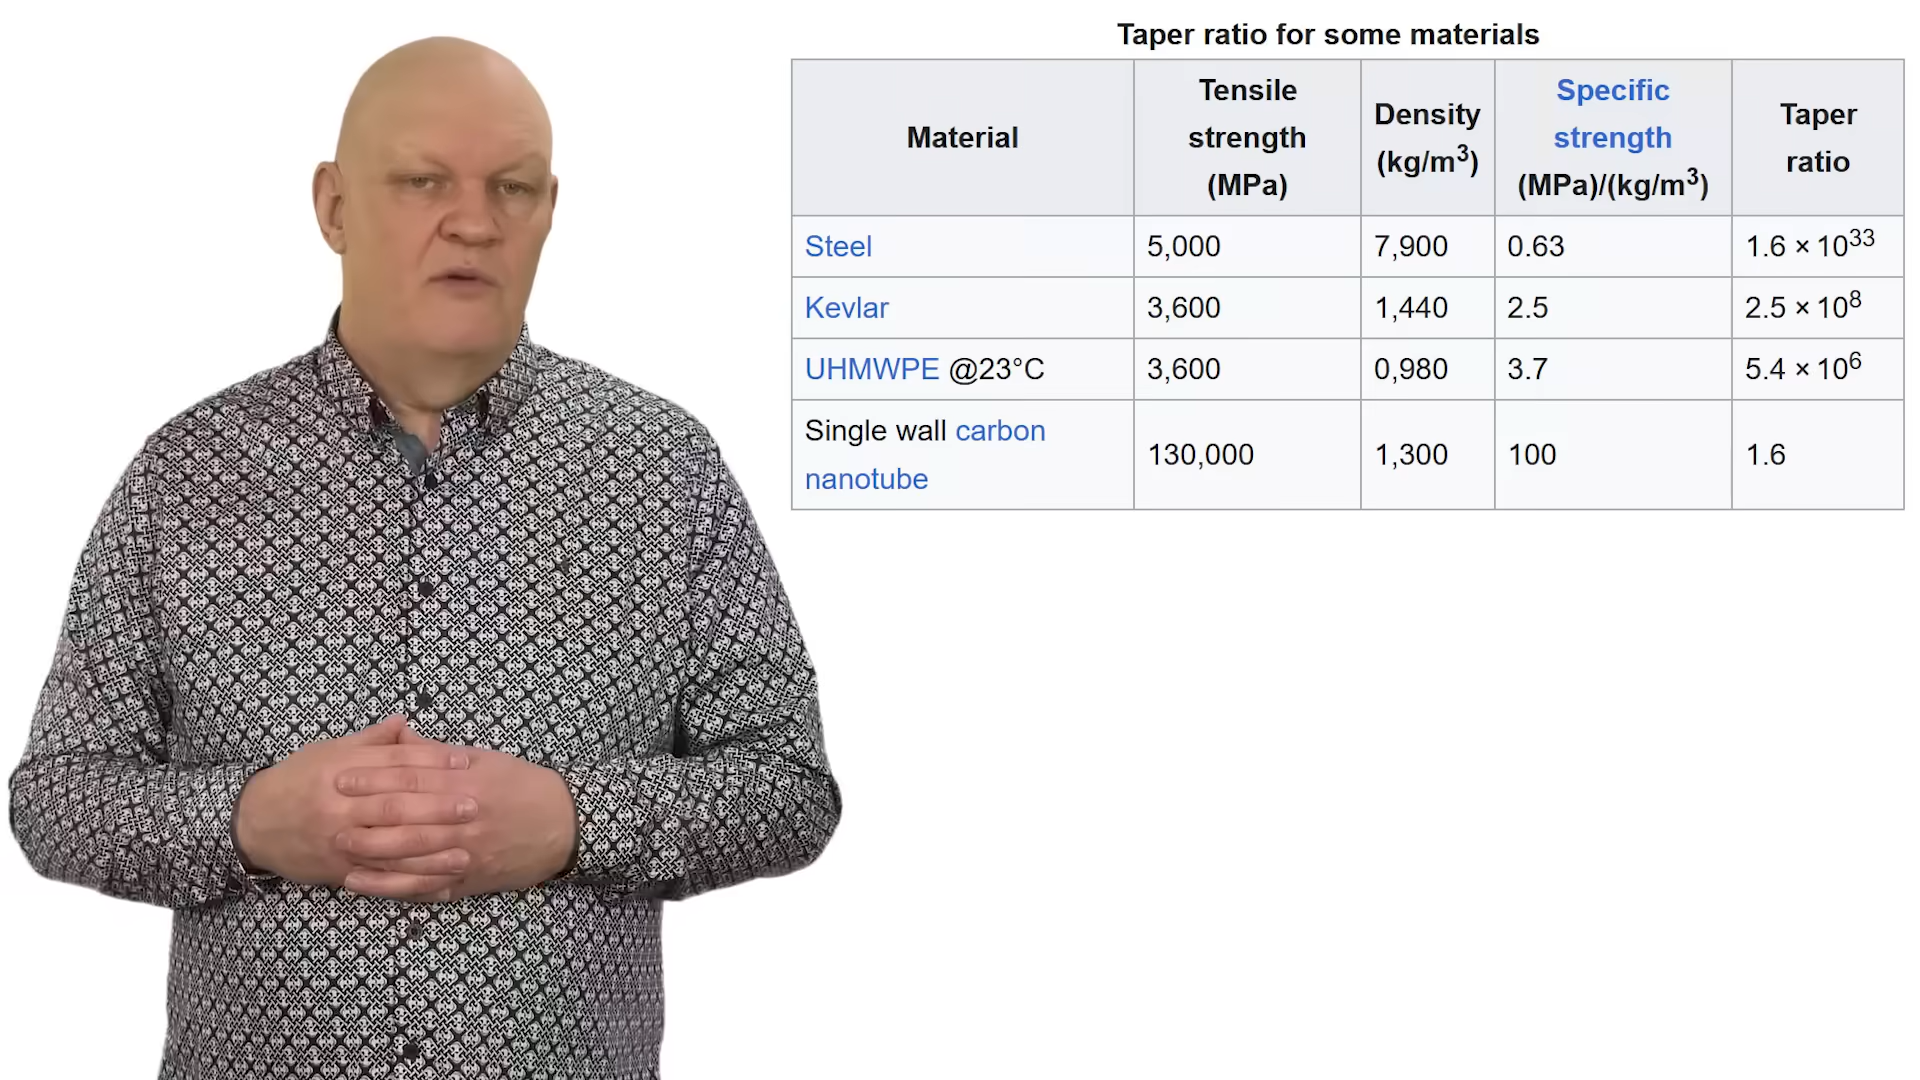 Taper ratio for some materials
Material
Tensile
strength
(MPa)
Density
(kg/m³)
Specific
strength
(MPa)/(kg/m³)
Taper
ratio
Steel 5,000 7,900 0.63 1.6 × 10³³
Kevlar 3,600 1,440 2.5 2.5 × 10⁸
UHMWPE @23°C 3,600 0,980 3.7 5.4 × 10⁶
Single wall carbon
nanotube
130,000 1,300 100 1.6